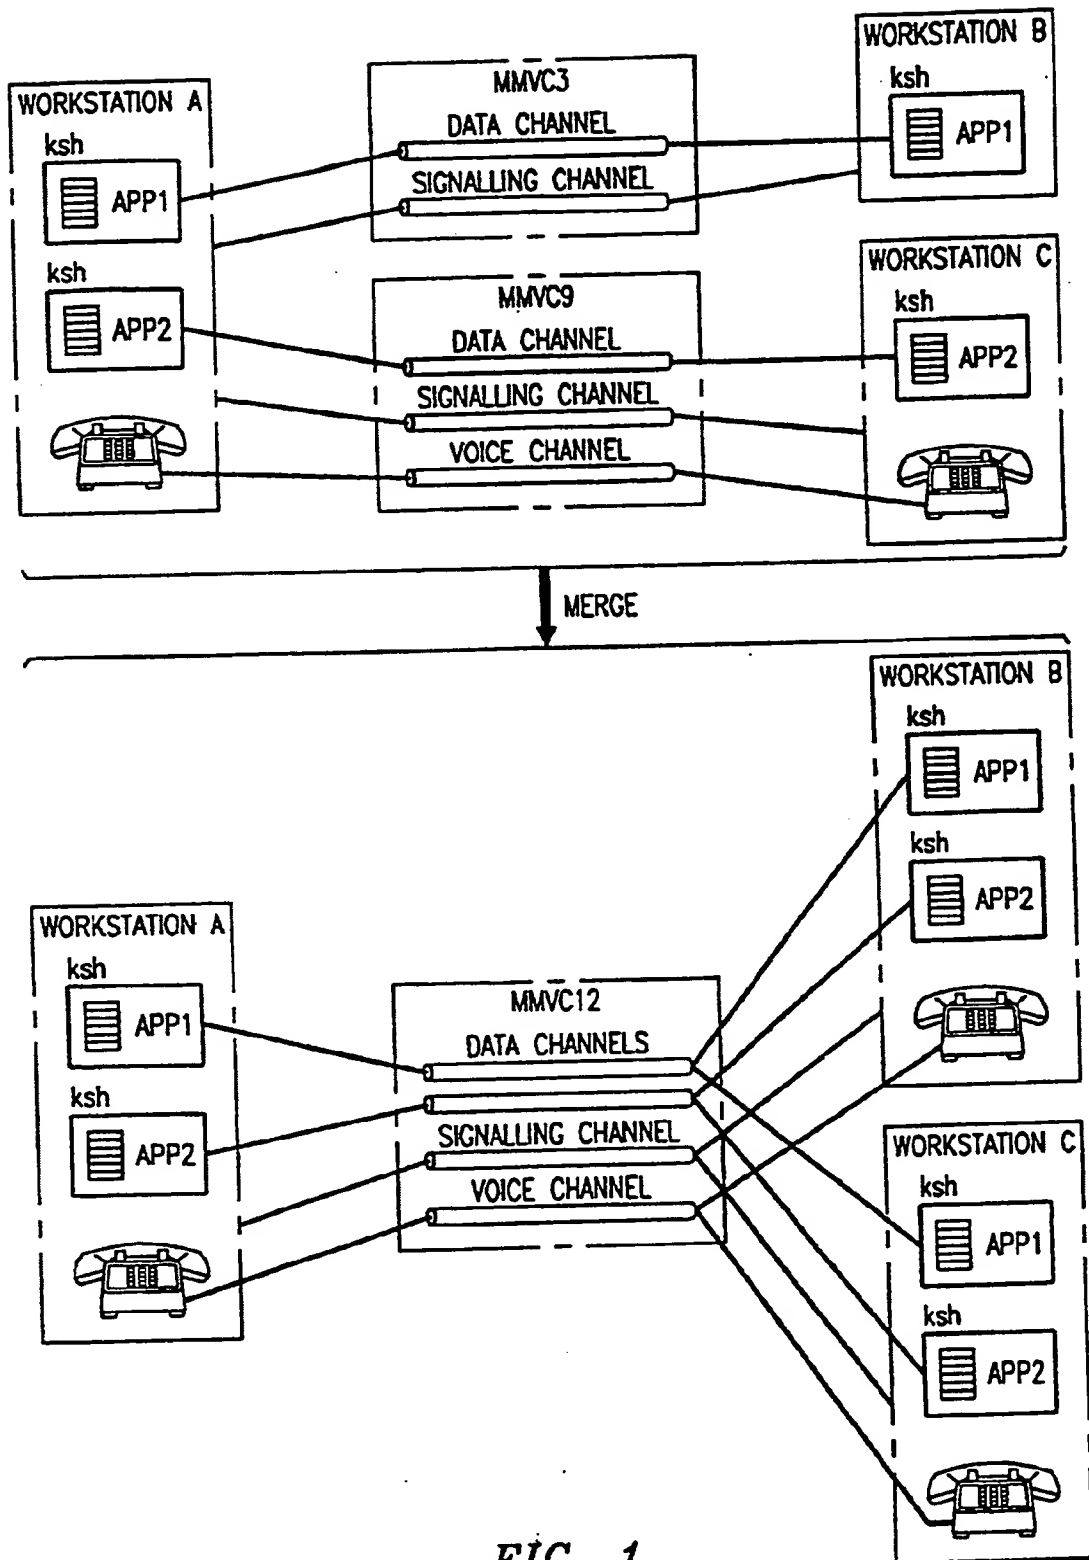 WORKSTATION A
ksh
APP1
ksh
APP2
MMVC3
DATA CHANNEL
SIGNALLING CHANNEL
MMVC9
DATA CHANNEL
SIGNALLING CHANNEL
VOICE CHANNEL
WORKSTATION B
ksh
APP1
WORKSTATION C
ksh
APP2
MERGE
WORKSTATION A
ksh
APP1
ksh
APP2
MMVC12
DATA CHANNELS
SIGNALLING CHANNEL
VOICE CHANNEL
WORKSTATION B
ksh
APP1
ksh
APP2
WORKSTATION C
ksh
APP1
ksh
APP2
FIG. 1